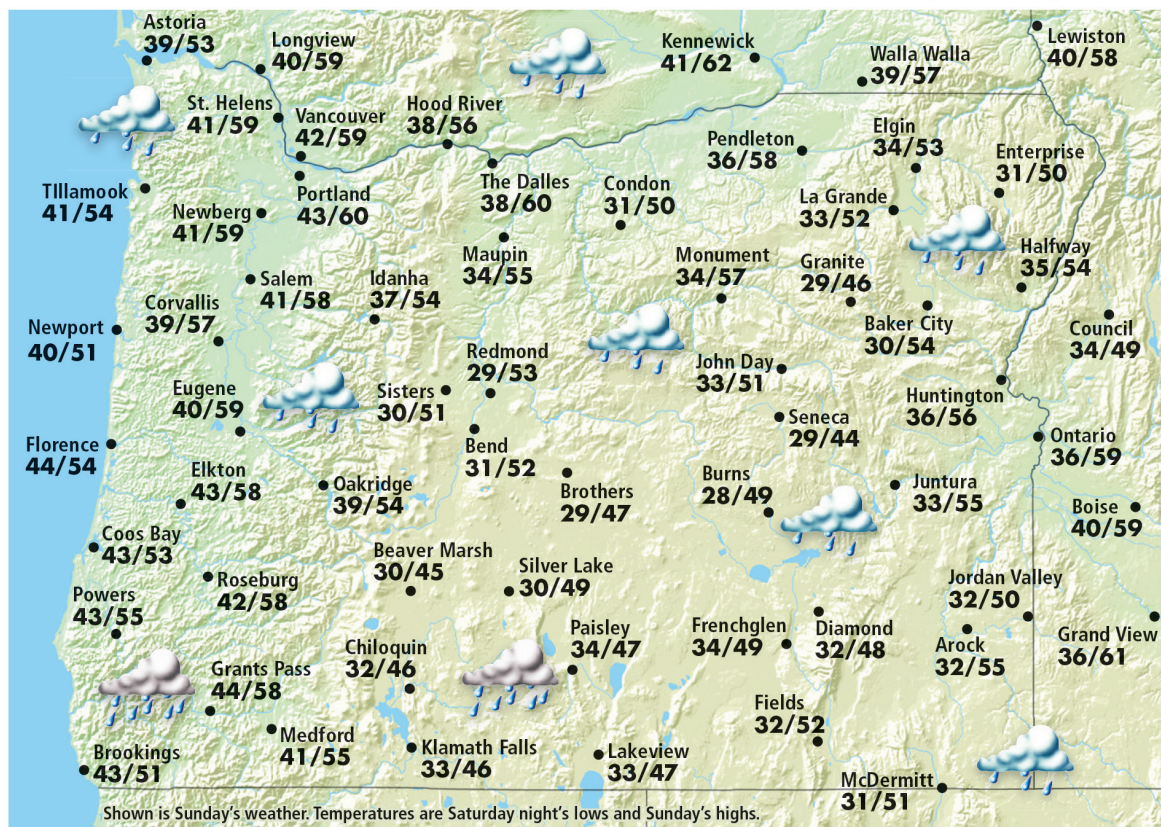 Astoria
39/53
Longview
40/59
Kennewick
41/62
Walla Walla
39/57
Lewiston
40/58
St. Helens
41/59
Vancouver
42/59
Hood River
38/56
Pendleton
36/58
Elgin
34/53
Enterprise
31/50
TIllamook
41/54
Portland
43/60
Newberg
41/59
The Dalles
38/60
Condon
31/50
La Grande
33/52
Maupin
34/55
Monument
34/57
Granite
29/46
Halfway
35/54
Salem
41/58
Idanha
37/54
Corvallis
39/57
Newport
40/51
Baker City
30/54
Council
34/49
Redmond
29/53
John Day
33/51
Eugene
40/59
Sisters
30/51
Huntington
36/56
Seneca
29/44
Florence
44/54
Bend
31/52
Ontario
36/59
Elkton
43/58
Oakridge
39/54
Brothers
29/47
Burns
28/49
Juntura
33/55
Boise
40/59
Coos Bay
43/53
Beaver Marsh
30/45
Silver Lake
30/49
Roseburg
42/58
Jordan Valley
32/50
Powers
43/55
Paisley
34/47
Frenchglen
34/49
Diamond
32/48
Arock
32/55
Grand View
36/61
Chiloquin
32/46
Grants Pass
44/58
Fields
32/52
Medford
41/55
Klamath Falls
33/46
Lakeview
33/47
Brookings
43/51
McDermitt
31/51
Shown is Sunday's weather. Temperatures are Saturday night's lows and Sunday's highs.